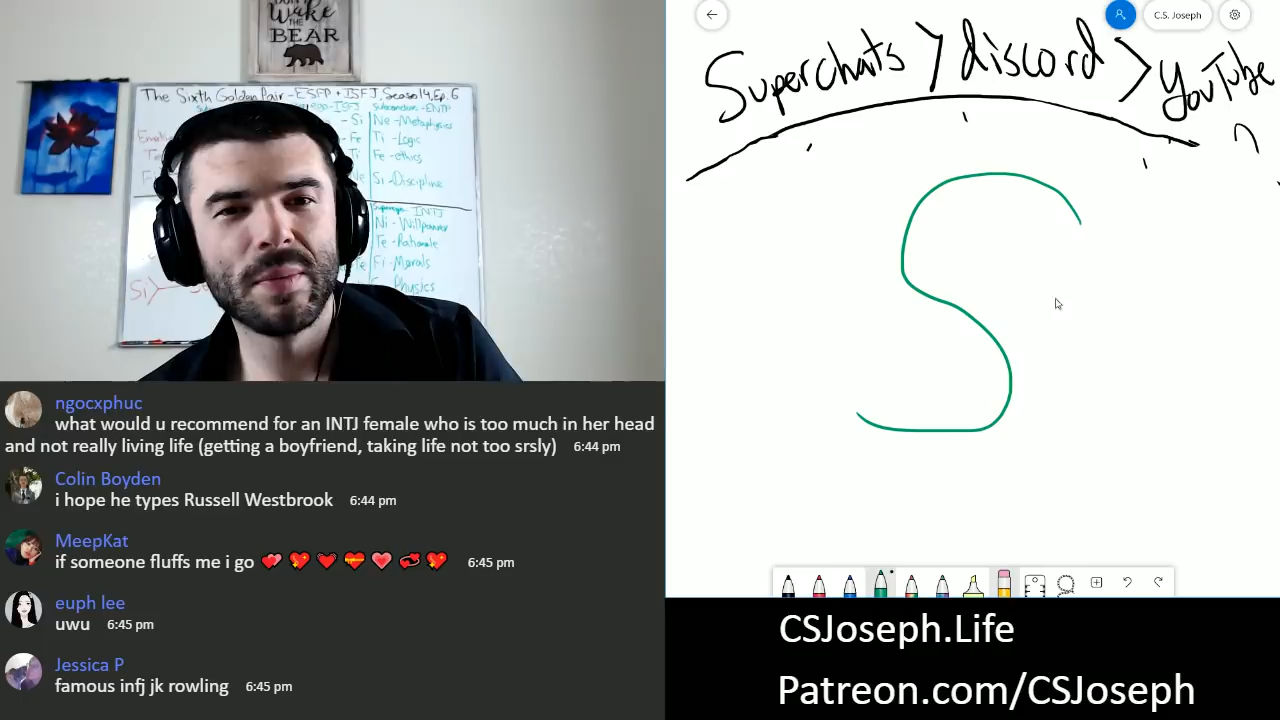 DON'T
Wake
THE
BEAR
The Sixth Golden Pair - ESFP + ISFJ, Season 14, Ep. 6
Si
Ne - Metaphysics
Fe
Ti - Logic
Ti
Fe - ethics
Si - Discipline
Superego INTJ
Ni - Willpower
Te - Rationale
Fi - Morals
Physics
Si
Superchats > discord > YouTube
C.S. Joseph
S
ngocxphuc
what would u recommend for an INTJ female who is too much in her head
and not really living life (getting a boyfriend, taking life not too srsly) 6:44 pm
Colin Boyden
i hope he types Russell Westbrook 6:44 pm
MeepKat
if someone fluffs me i go 💕 💖 💓 💝 💗 💞 💖 6:45 pm
euph lee
uwu 6:45 pm
Jessica P
famous infj jk rowling 6:45 pm
CSJoseph.Life
Patreon.com/CSJoseph